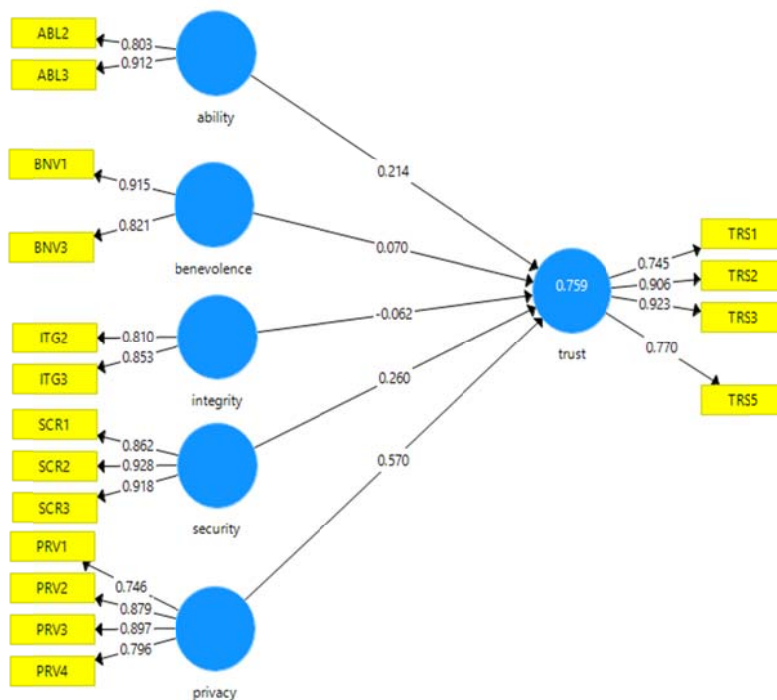 ABL2
0.803
ABL3
0.912
ability
0.214
BNV1
0.915
BNV3
0.821
benevolence
0.070
ITG2
0.810
ITG3
0.853
integrity
-0.062
SCR1
0.862
SCR2
0.928
SCR3
0.918
security
0.260
PRV1
0.746
PRV2
0.879
PRV3
0.897
PRV4
0.796
privacy
0.570
0.759
trust
TRS1
0.745
TRS2
0.906
TRS3
0.923
TRS5
0.770